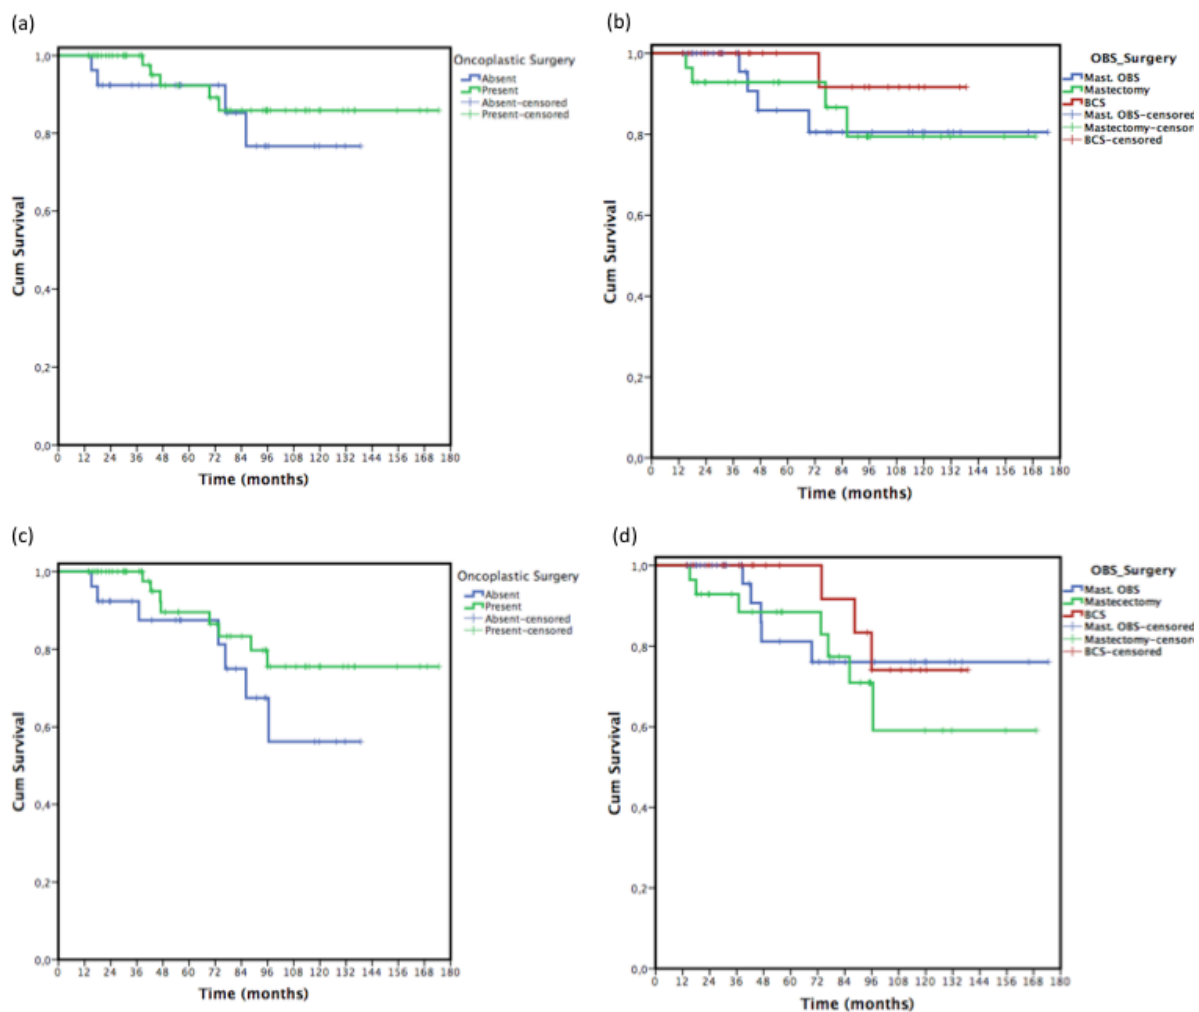 (a)
Oncoplastic Surgery
Absent
Present
Absent-censored
Present-censored
1,0
0,8
0,6
0,4
0,2
0,0
Cum Survival
0 12 24 36 48 60 72 84 96 108 120 132 144 156 168 180
Time (months)
(b)
OBS_Surgery
Mast. OBS
Mastectomy
BCS
Mast. OBS-censored
Mastectomy-censor
BCS-censored
1,0
0,8
0,6
0,4
0,2
0,0
Cum Survival
0 12 24 36 48 60 72 84 96 108 120 132 144 156 168 180
Time (months)
(c)
Oncoplastic Surgery
Absent
Present
Absent-censored
Present-censored
1,0
0,8
0,6
0,4
0,2
0,0
Cum Survival
0 12 24 36 48 60 72 84 96 108 120 132 144 156 168 180
Time (months)
(d)
OBS_Surgery
Mast. OBS
Mastecectomy
BCS
Mast. OBS-censored
Mastectomy-censor
BCS-censored
1,0
0,8
0,6
0,4
0,2
0,0
Cum Survival
0 12 24 36 48 60 72 84 96 108 120 132 144 156 168 180
Time (months)